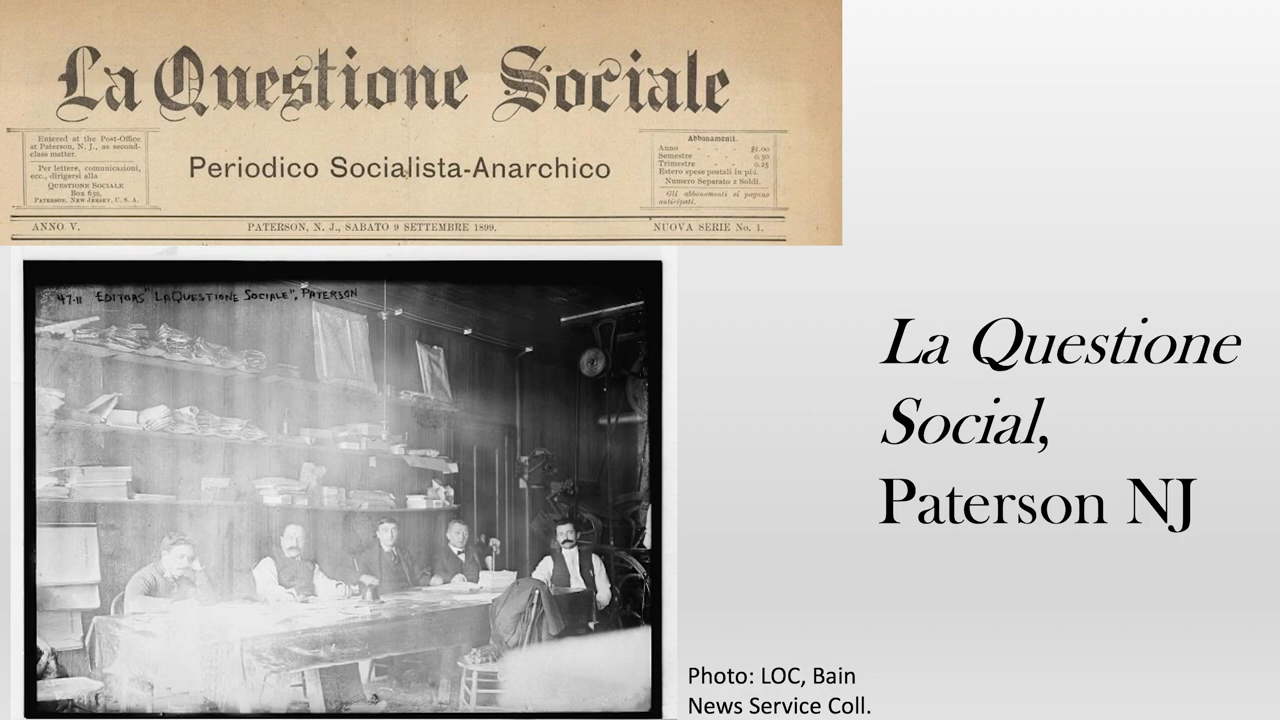 La Questione Sociale
Entered at the Post-Office
at Paterson, N. J., as second-
class matter.
Per lettere, comunicazioni,
ecc., dirigersi alla
QUESTIONE SOCIALE
Box 639,
PATERSON, NEW JERSEY, U. S. A.
Periodico Socialista-Anarchico
Abbonamenti.
Anno - - - $1.00
Semestre - - - 0.50
Trimestre - - - 0.25
Estero spese postali in più.
Numero Separato 2 Soldi.
Gli abbonamenti si pagano
anticipati.
ANNO V. PATERSON, N. J., SABATO 9 SETTEMBRE 1899. NUOVA SERIE No. 1.
47-11 EDITORS "LA QUESTIONE SOCIALE", PATERSON
La Questione
Social,
Paterson NJ
Photo: LOC, Bain
News Service Coll.